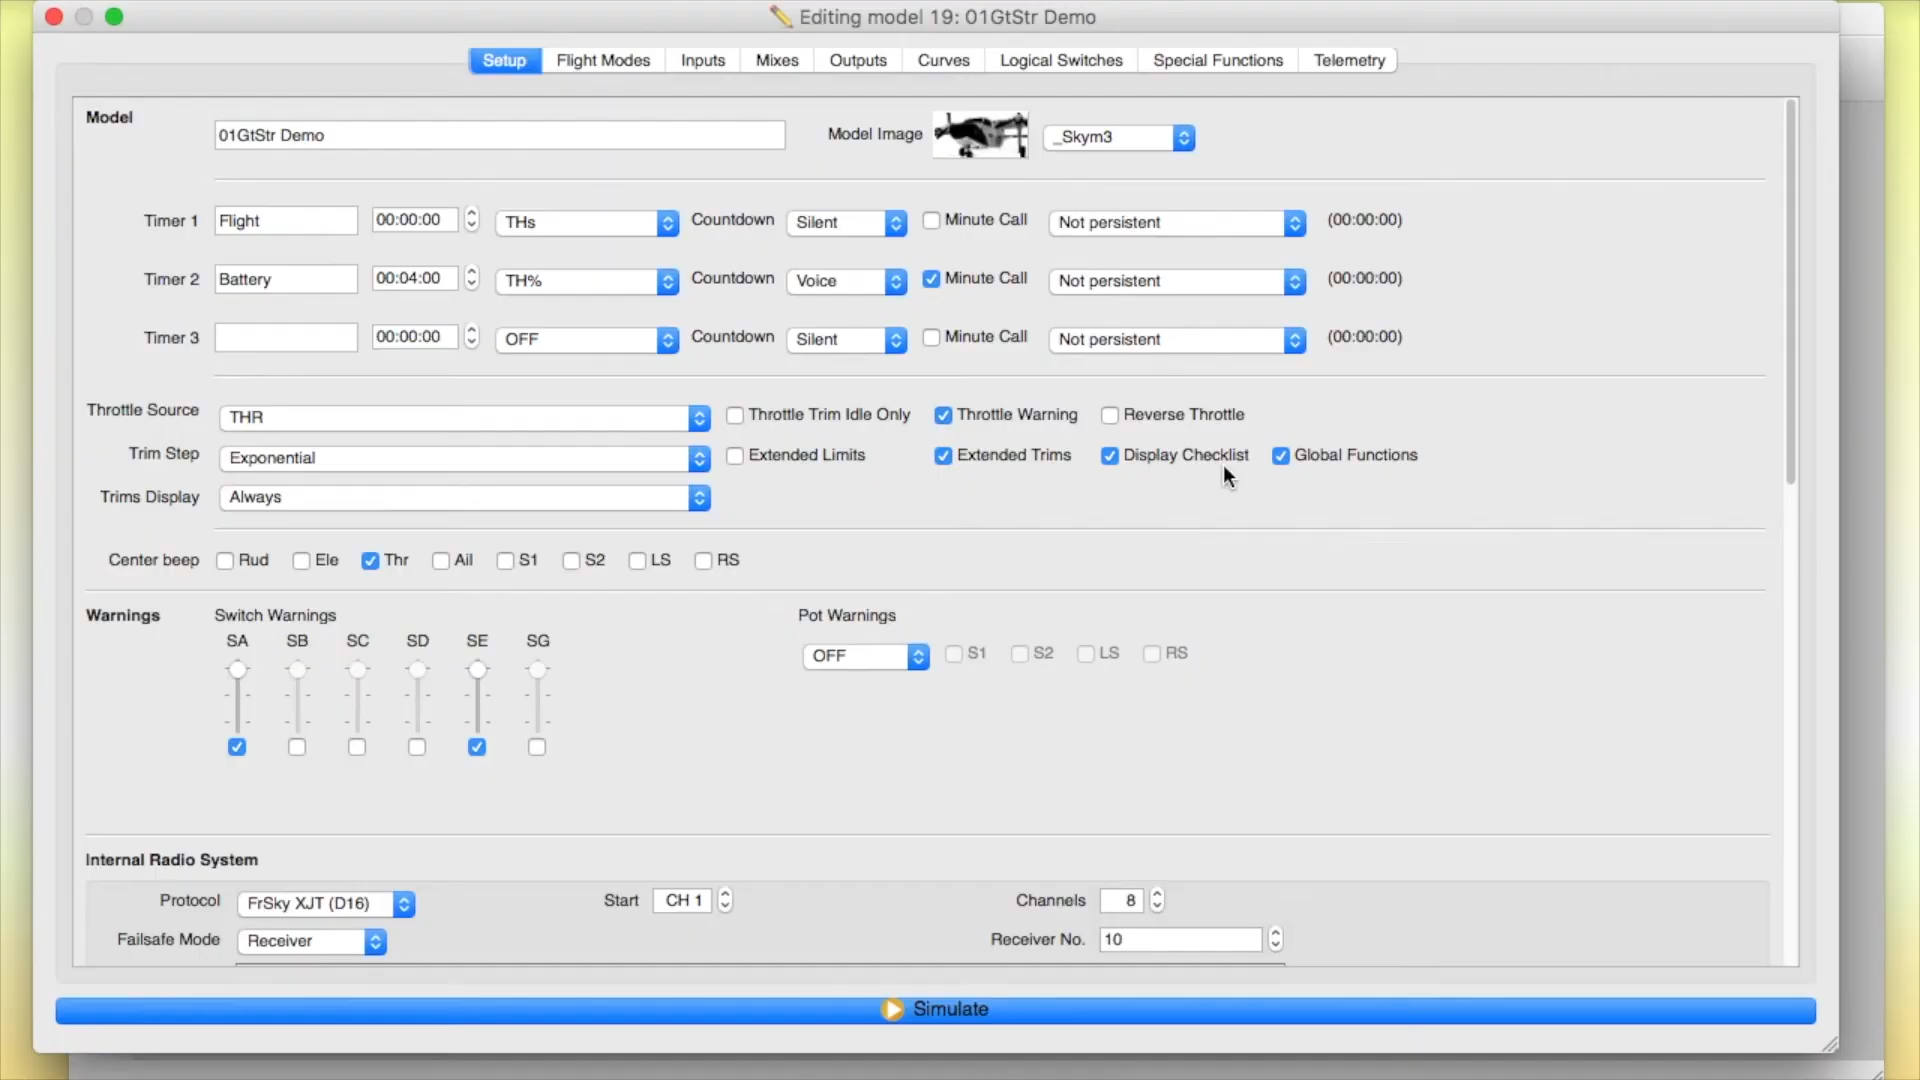 Editing model 19: 01GtStr Demo
Setup Flight Modes Inputs Mixes Outputs Curves Logical Switches Special Functions Telemetry
Model
01GtStr Demo Model Image _Skym3
Timer 1 Flight 00:00:00 THs Countdown Silent Minute Call Not persistent (00:00:00)
Timer 2 Battery 00:04:00 TH% Countdown Voice Minute Call Not persistent (00:00:00)
Timer 3 00:00:00 OFF Countdown Silent Minute Call Not persistent (00:00:00)
Throttle Source THR Throttle Trim Idle Only Throttle Warning Reverse Throttle
Trim Step Exponential Extended Limits Extended Trims Display Checklist Global Functions
Trims Display Always
Center beep Rud Ele Thr Ail S1 S2 LS RS
Warnings Switch Warnings Pot Warnings
SA SB SC SD SE SG
OFF S1 S2 LS RS
Internal Radio System
Protocol FrSky XJT (D16) Start CH 1 Channels 8
Failsafe Mode Receiver Receiver No. 10
Simulate